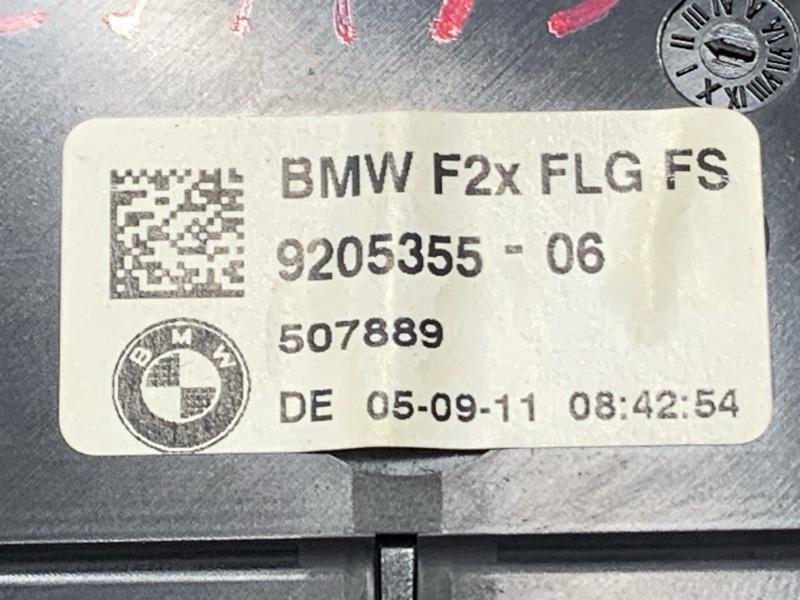 BMW F2x FLG FS
9205355 - 06
507889
BMW
DE 05-09-11 08:42:54